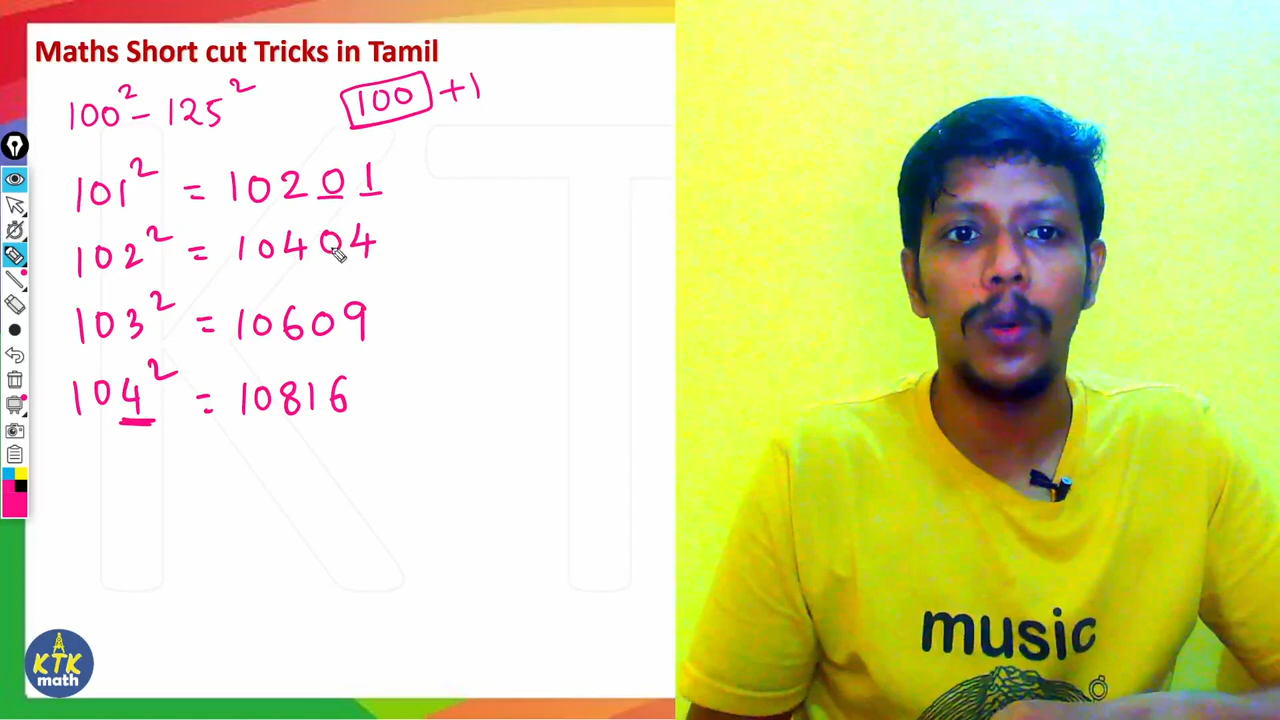 Maths Short cut Tricks in Tamil
100² - 125²
100 + 1
101² = 10201
102² = 10404
103² = 10609
104² = 10816
KTK
math
music